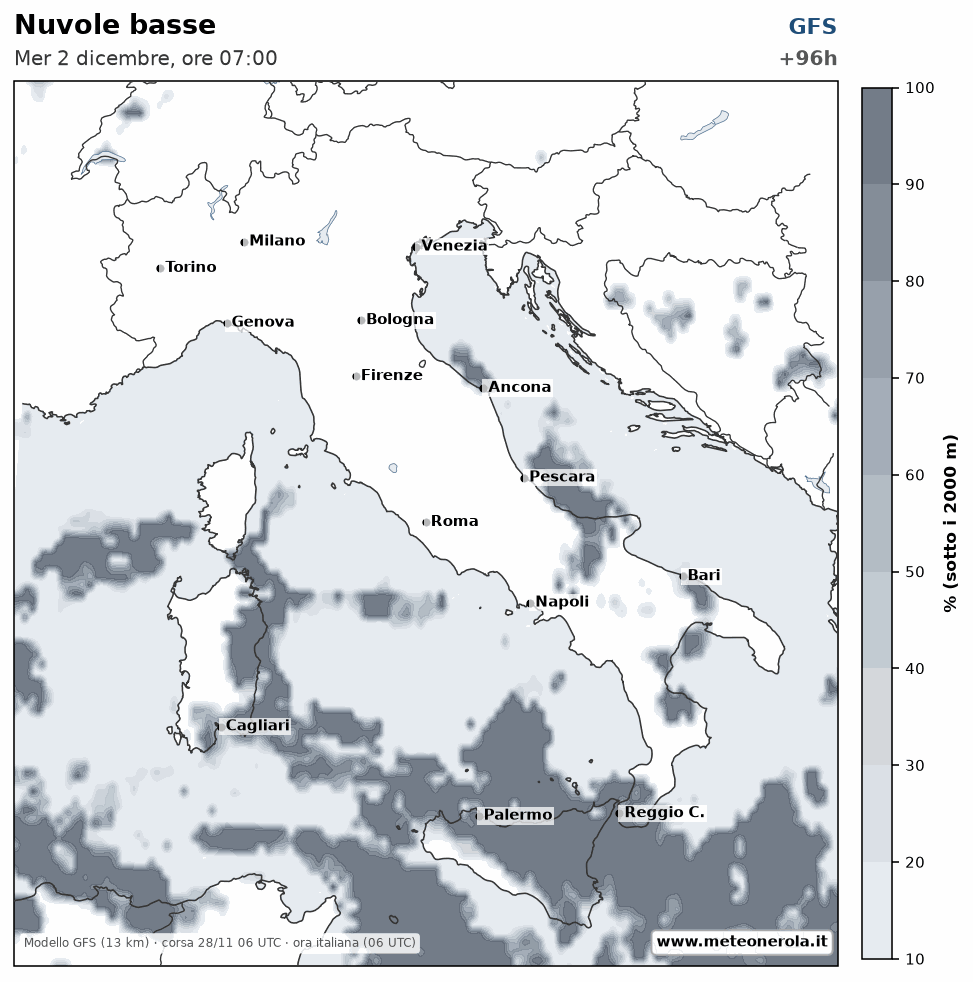 Nuvole basse
GFS
Mer 2 dicembre, ore 07:00
+96h
Milano
Venezia
Torino
Genova
Bologna
Firenze
Ancona
Pescara
Roma
Bari
Napoli
Cagliari
Palermo
Reggio C.
Modello GFS (13 km) · corsa 28/11 06 UTC · ora italiana (06 UTC)
www.meteonerola.it
100
90
80
70
60
50
40
30
20
10
% (sotto i 2000 m)